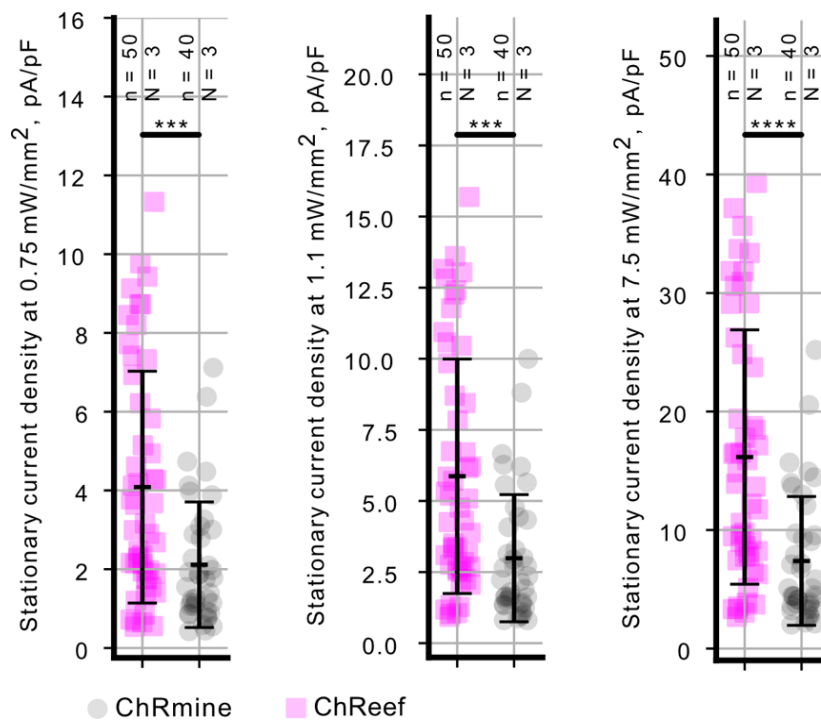 Stationary current density at 0.75 mW/mm², pA/pF
16
14
12
10
8
6
4
2
0
n = 50
N = 3
n = 40
N = 3
***
Stationary current density at 1.1 mW/mm², pA/pF
20.0
17.5
15.0
12.5
10.0
7.5
5.0
2.5
0.0
n = 50
N = 3
n = 40
N = 3
***
Stationary current density at 7.5 mW/mm², pA/pF
50
40
30
20
10
0
n = 50
N = 3
n = 40
N = 3
****
ChRmine ChReef